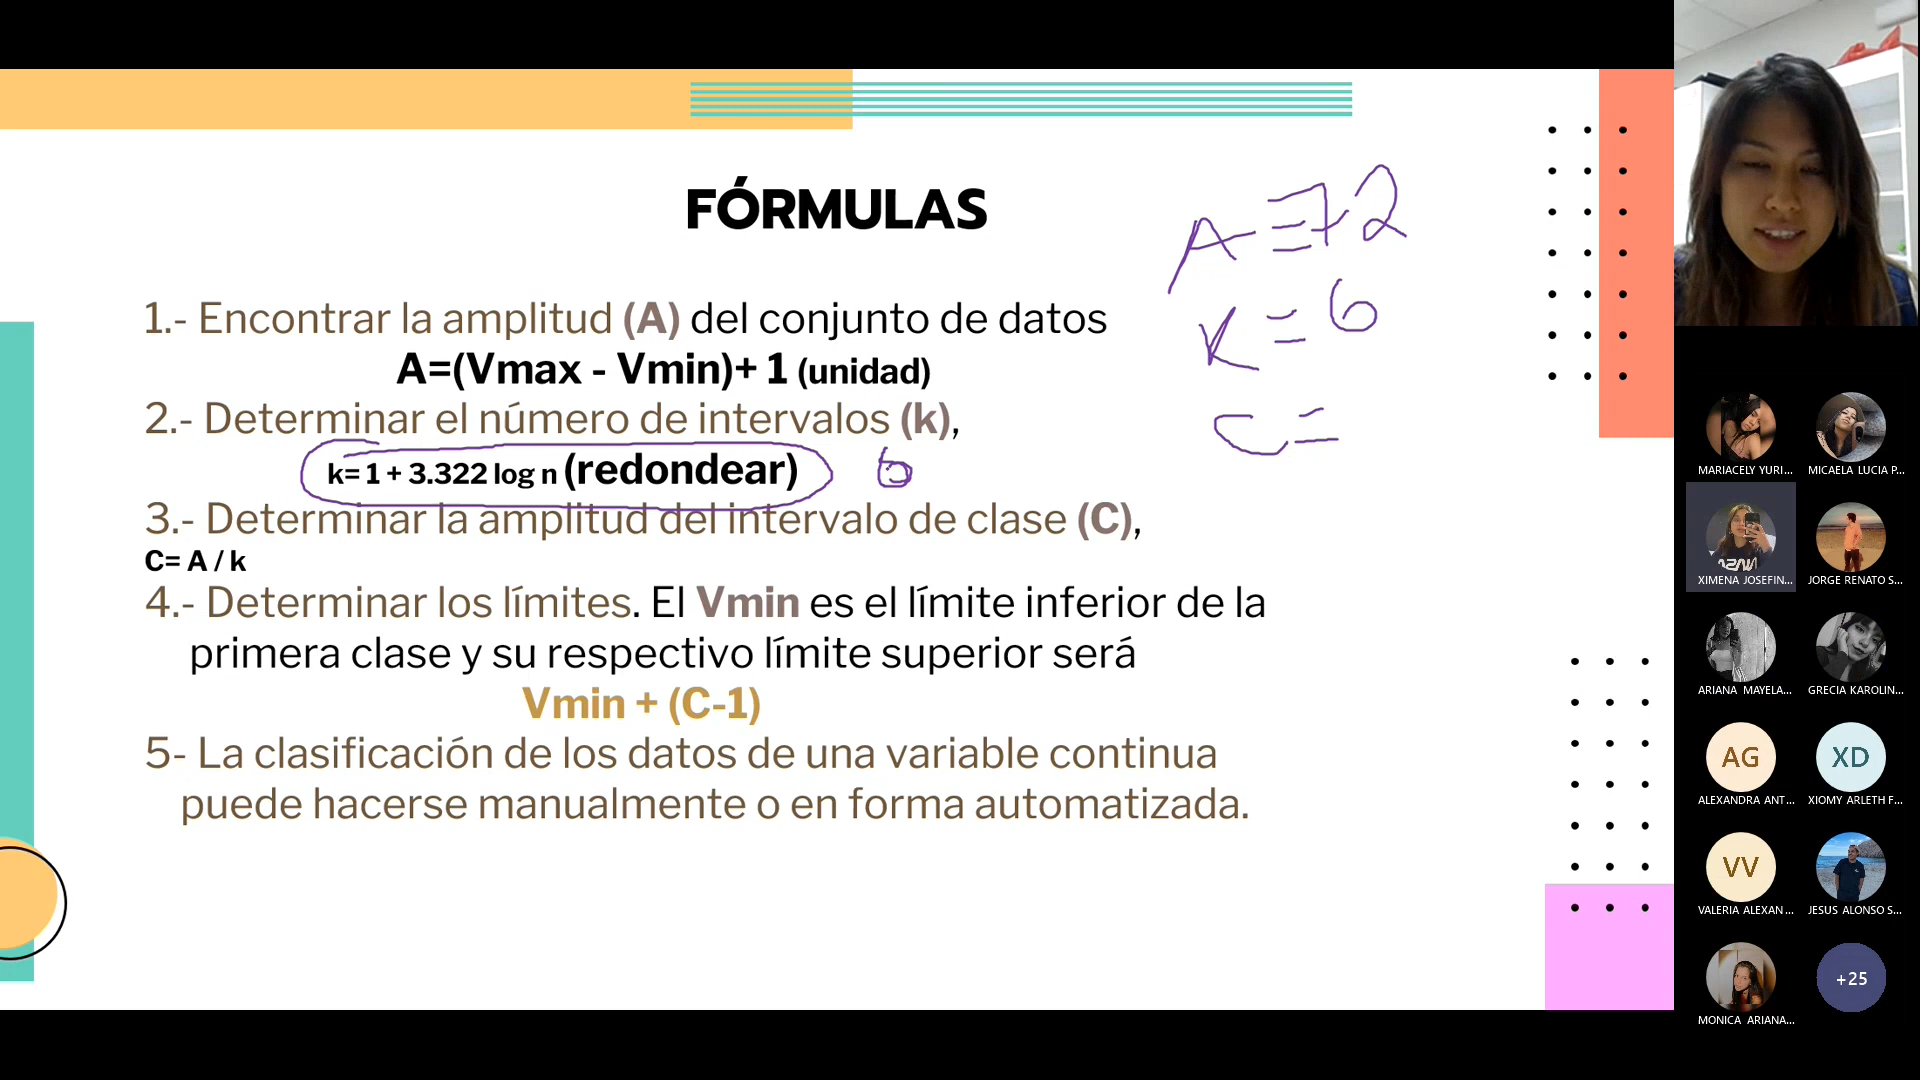 FÓRMULAS
1.- Encontrar la amplitud (A) del conjunto de datos
A=(Vmax - Vmin)+ 1 (unidad)
2.- Determinar el número de intervalos (k),
k= 1 + 3.322 log n (redondear) 6
3.- Determinar la amplitud del intervalo de clase (C),
C= A / k
4.- Determinar los límites. El Vmin es el límite inferior de la
primera clase y su respectivo límite superior será
Vmin + (C-1)
5- La clasificación de los datos de una variable continua
puede hacerse manualmente o en forma automatizada.
A = 72
K = 6
C =
MARIACELY YURI...
MICAELA LUCIA P...
XIMENA JOSEFIN...
JORGE RENATO S...
ARIANA MAYELA...
GRECIA KAROLIN...
AG
XD
ALEXANDRA ANT...
XIOMY ARLETH F...
VV
VALERIA ALEXAN...
JESUS ALONSO S...
+25
MONICA ARIANA...